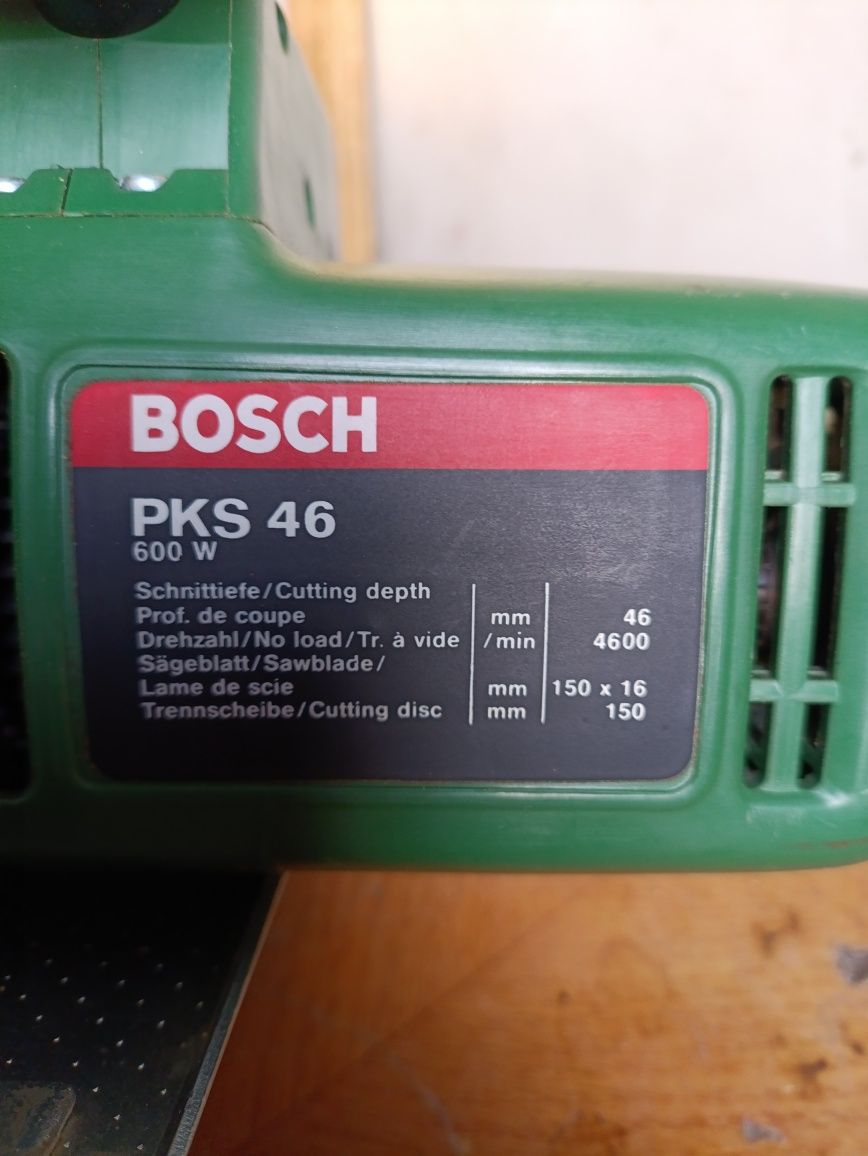 BOSCH
PKS 46
600 W
Schnittiefe/Cutting depth
Prof. de coupe mm 46
Drehzahl/No load/Tr. à vide /min 4600
Sägeblatt/Sawblade/
Lame de scie mm 150 x 16
Trennscheibe/Cutting disc mm 150